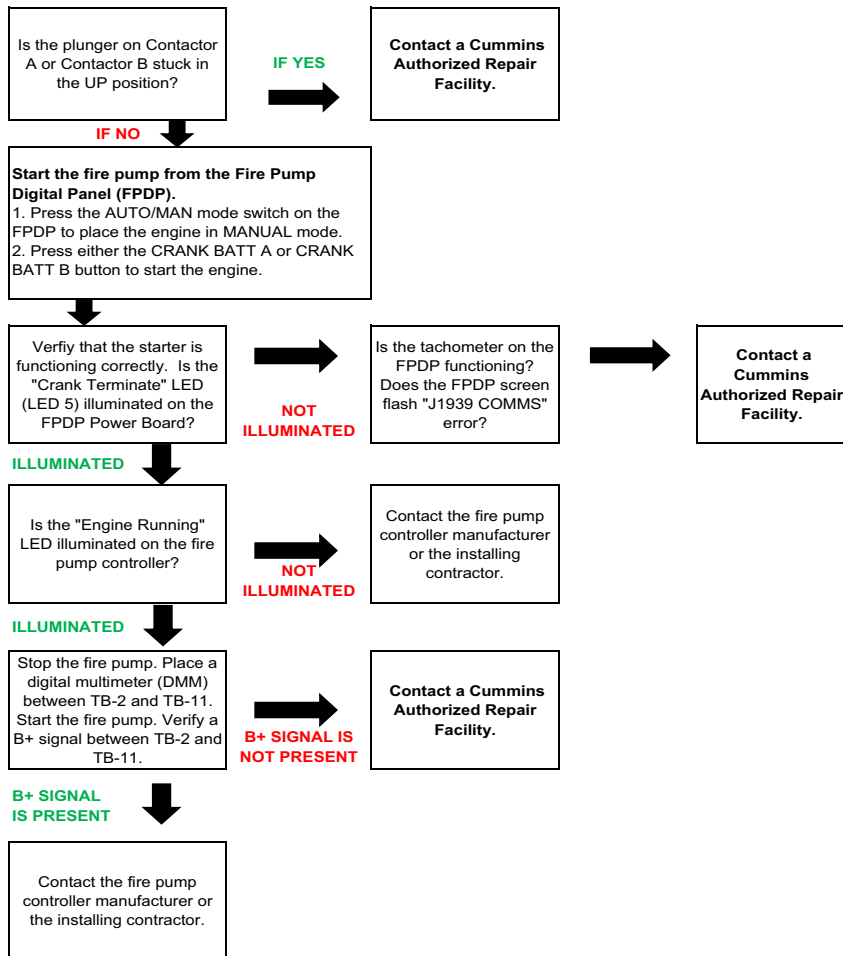 Is the plunger on Contactor
A or Contactor B stuck in
the UP position?
IF YES
Contact a Cummins
Authorized Repair
Facility.
IF NO
Start the fire pump from the Fire Pump
Digital Panel (FPDP).
1. Press the AUTO/MAN mode switch on the
FPDP to place the engine in MANUAL mode.
2. Press either the CRANK BATT A or CRANK
BATT B button to start the engine.
Verfiy that the starter is
functioning correctly. Is the
"Crank Terminate" LED
(LED 5) illuminated on the
FPDP Power Board?
NOT
ILLUMINATED
Is the tachometer on the
FPDP functioning?
Does the FPDP screen
flash "J1939 COMMS"
error?
Contact a
Cummins
Authorized Repair
Facility.
ILLUMINATED
Is the "Engine Running"
LED illuminated on the fire
pump controller?
NOT
ILLUMINATED
Contact the fire pump
controller manufacturer
or the installing
contractor.
ILLUMINATED
Stop the fire pump. Place a
digital multimeter (DMM)
between TB-2 and TB-11.
Start the fire pump. Verify a
B+ signal between TB-2 and
TB-11.
B+ SIGNAL IS
NOT PRESENT
Contact a Cummins
Authorized Repair
Facility.
B+ SIGNAL
IS PRESENT
Contact the fire pump
controller manufacturer or
the installing contractor.